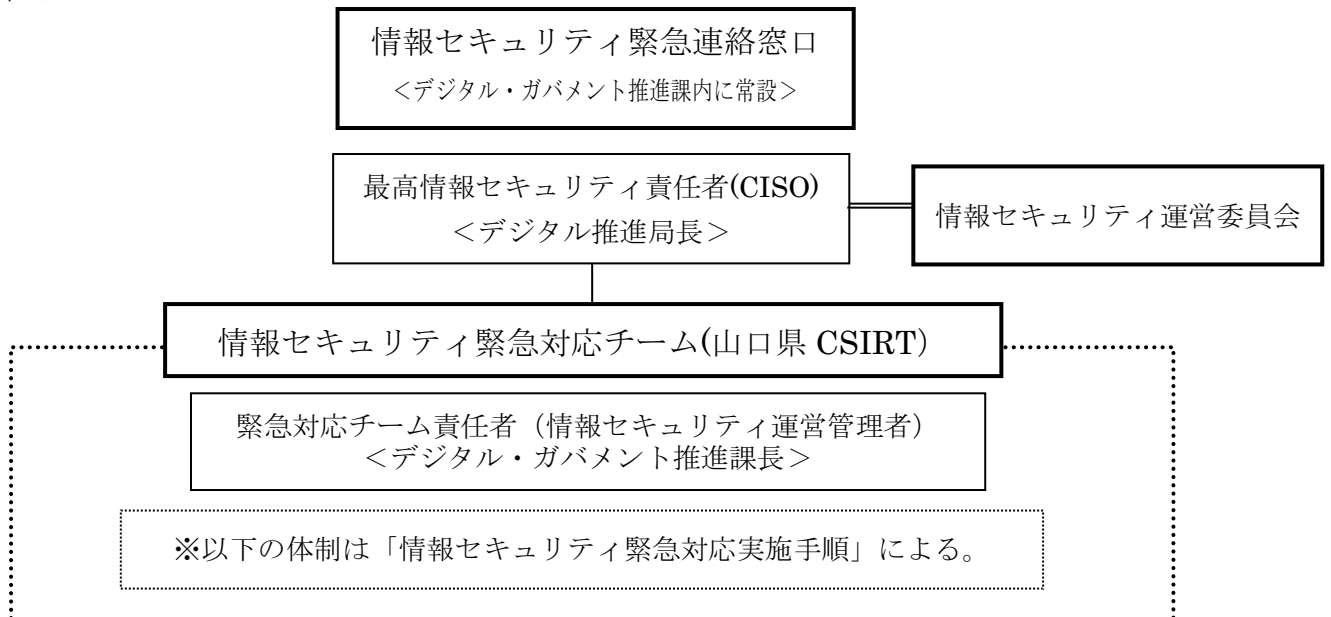 情報セキュリティ緊急連絡窓口
<デジタル・ガバメント推進課内に常設>
最高情報セキュリティ責任者(CISO)
<デジタル推進局長>
情報セキュリティ運営委員会
情報セキュリティ緊急対応チーム(山口県 CSIRT)
緊急対応チーム責任者（情報セキュリティ運営管理者）
<デジタル・ガバメント推進課長>
※以下の体制は「情報セキュリティ緊急対応実施手順」による。